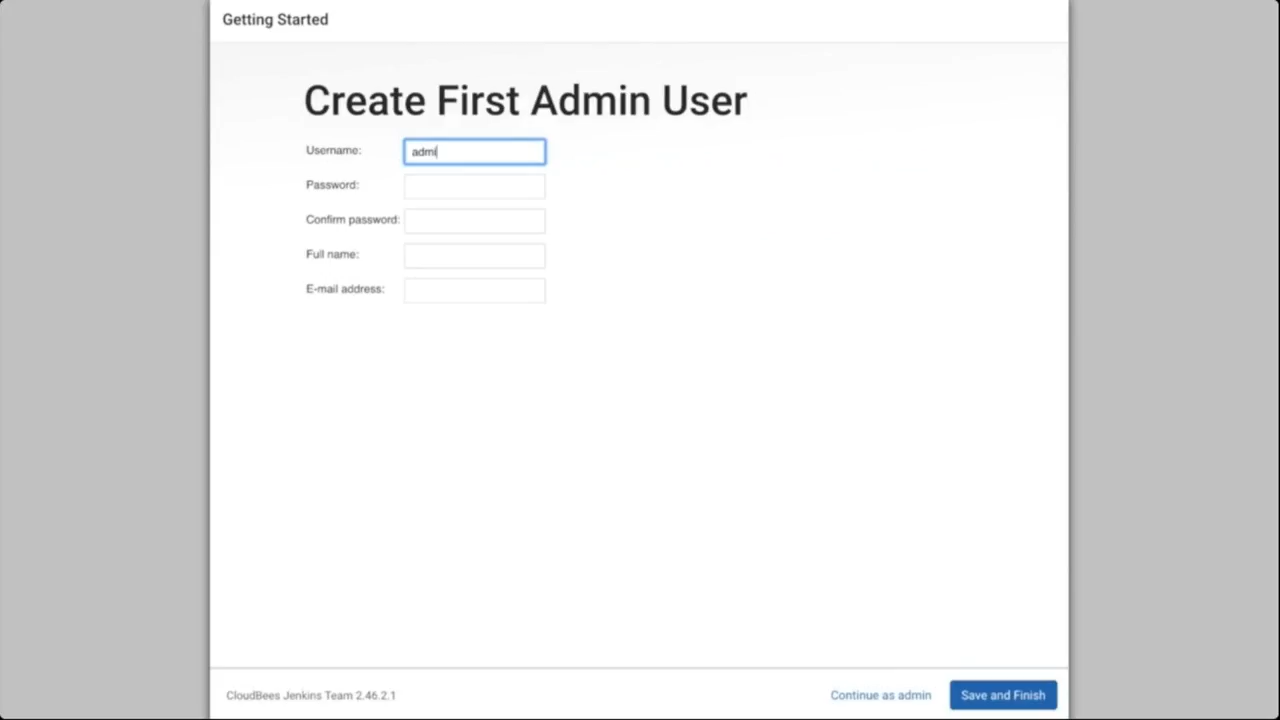 Getting Started
Create First Admin User
Username: admi
Password:
Confirm password:
Full name:
E-mail address:
CloudBees Jenkins Team 2.46.2.1 Continue as admin Save and Finish